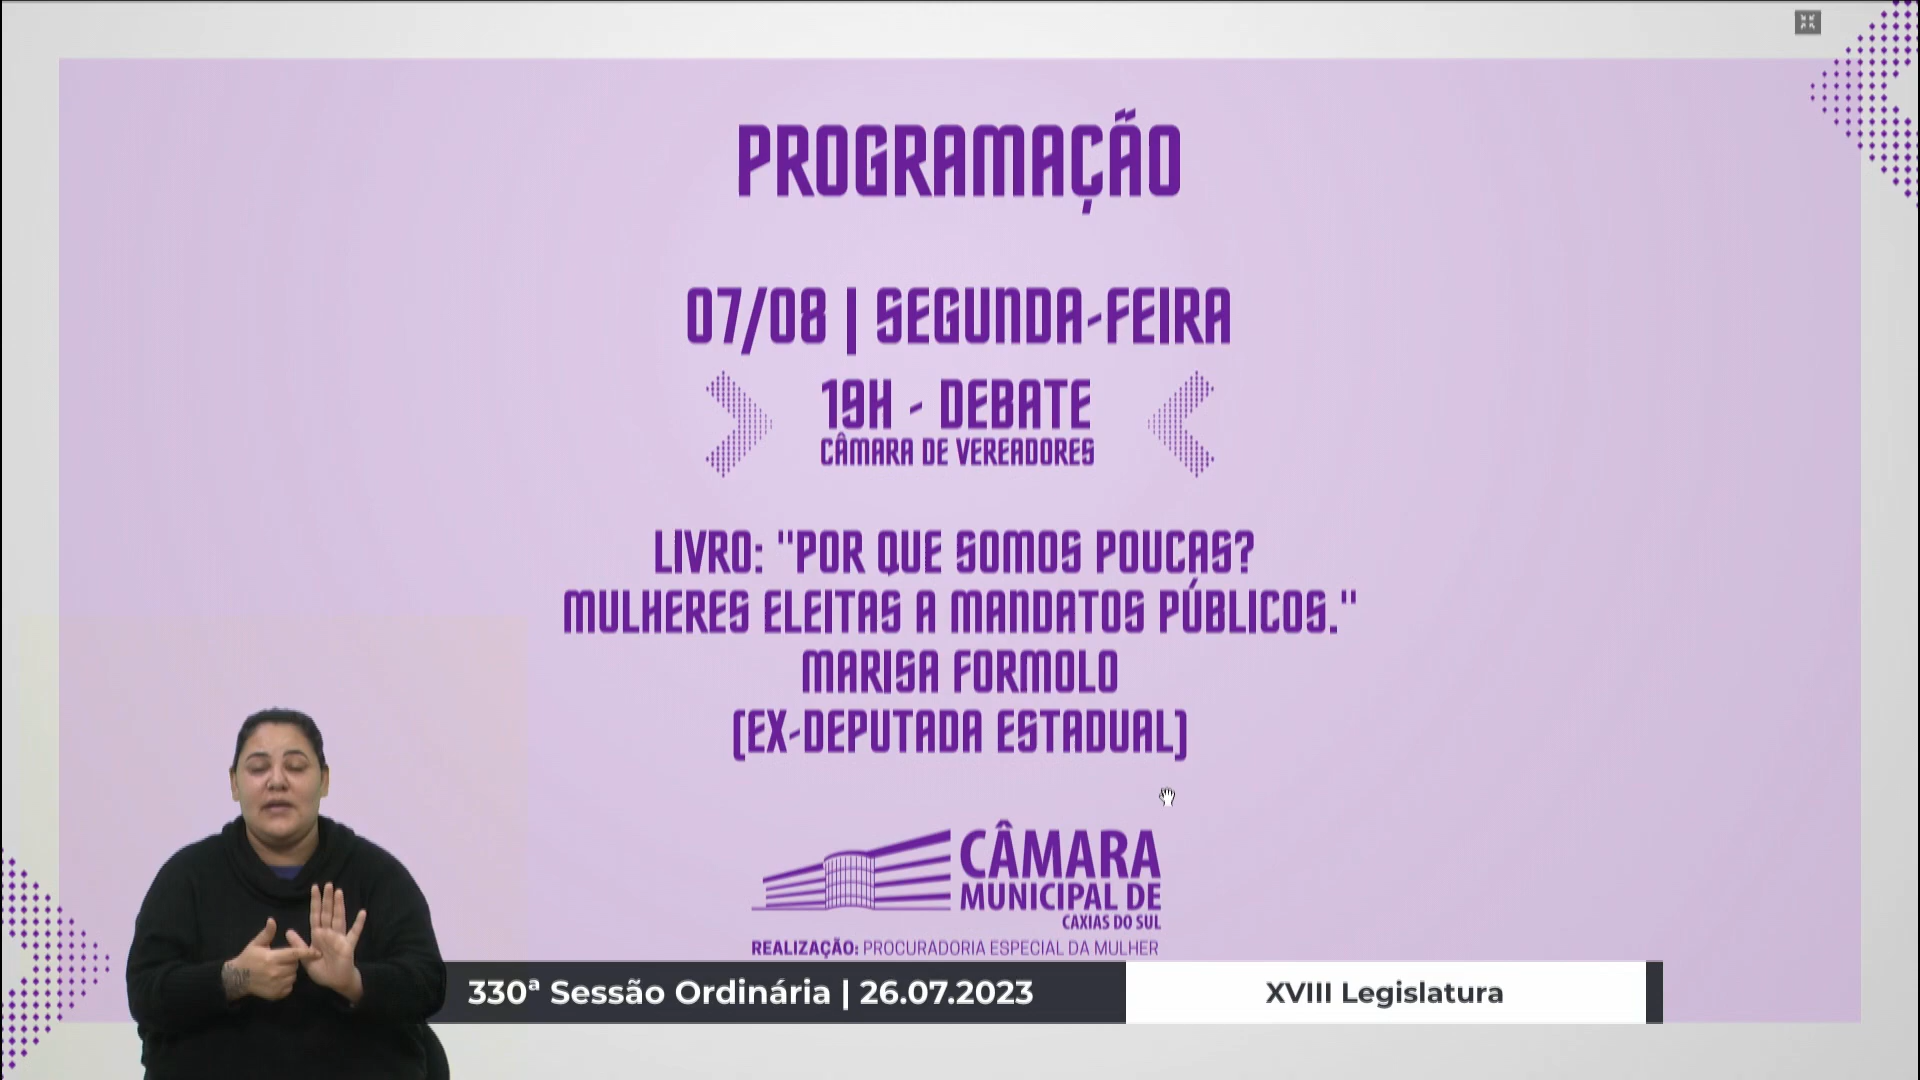 PROGRAMAÇÃO
07/08 | SEGUNDA-FEIRA
19H - DEBATE
CÂMARA DE VEREADORES
LIVRO: "POR QUE SOMOS POUCAS?
MULHERES ELEITAS A MANDATOS PÚBLICOS."
MARISA FORMOLO
(EX-DEPUTADA ESTADUAL)
CÂMARA
MUNICIPAL DE
CAXIAS DO SUL
REALIZAÇÃO: PROCURADORIA ESPECIAL DA MULHER
330ª Sessão Ordinária | 26.07.2023
XVIII Legislatura